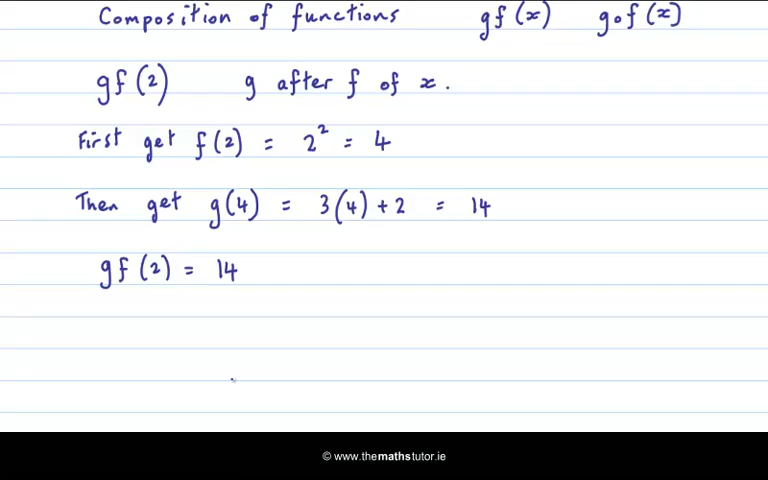 Composition of functions gf(x) gof(x)
gf(2) g after f of x.
First get f(2) = 2² = 4
Then get g(4) = 3(4) + 2 = 14
gf(2) = 14
© www.themathstutor.ie